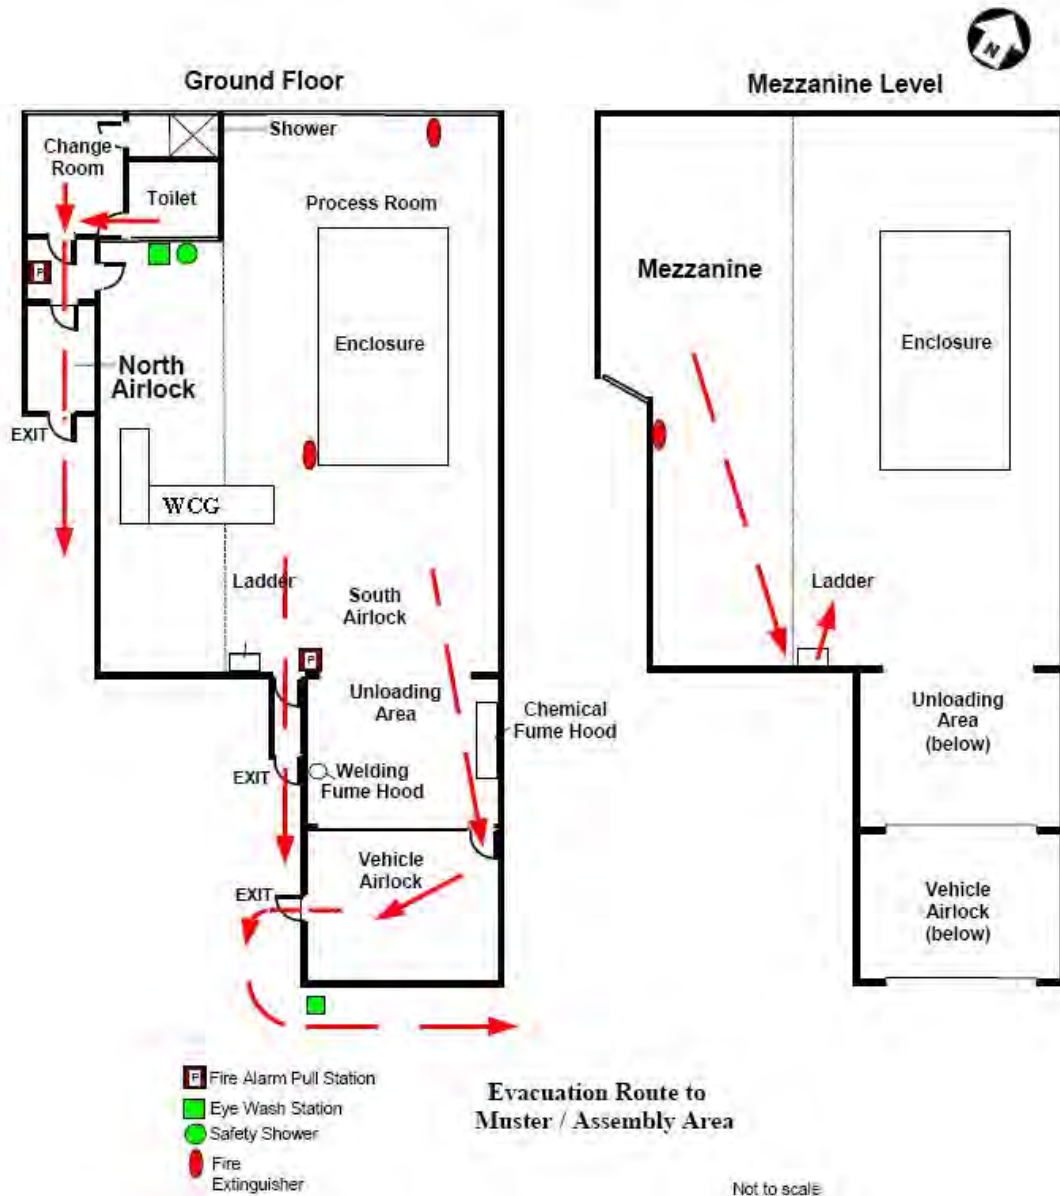 N
Ground Floor
Mezzanine Level
Shower
Change
Room
Toilet
Process Room
P
Mezzanine
Enclosure
Enclosure
North
Airlock
EXIT
WCG
Ladder
South
Airlock
Ladder
P
Unloading
Area
Chemical
Fume Hood
Unloading
Area
(below)
EXIT
Welding
Fume Hood
Vehicle
Airlock
EXIT
Vehicle
Airlock
(below)
P Fire Alarm Pull Station
Eye Wash Station
Safety Shower
Fire
Extinguisher
Evacuation Route to
Muster / Assembly Area
Not to scale